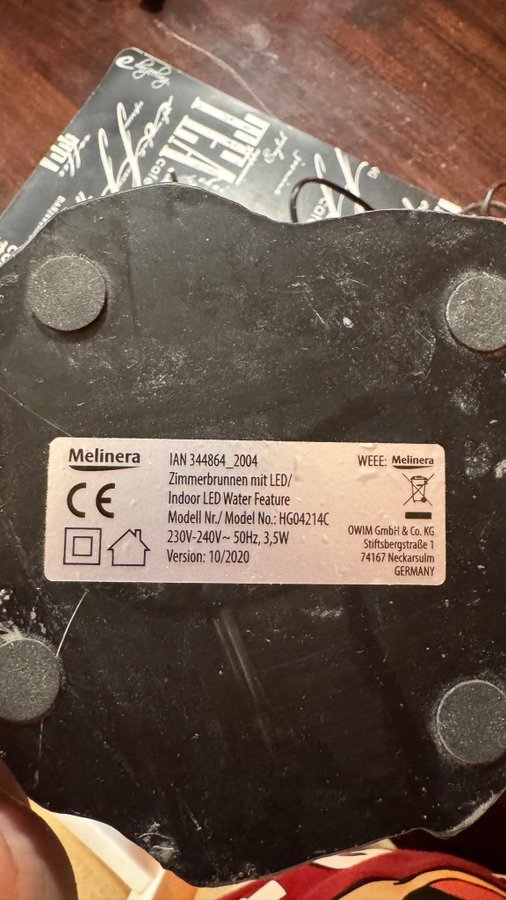 TEA
Melinera
IAN 344864_2004
Zimmerbrunnen mit LED/
Indoor LED Water Feature
Modell Nr./ Model No.: HG04214C
230V-240V~ 50Hz, 3,5W
Version: 10/2020
CE
WEEE: Melinera
OWIM GmbH & Co. KG
Stiftsbergstraße 1
74167 Neckarsulm
GERMANY